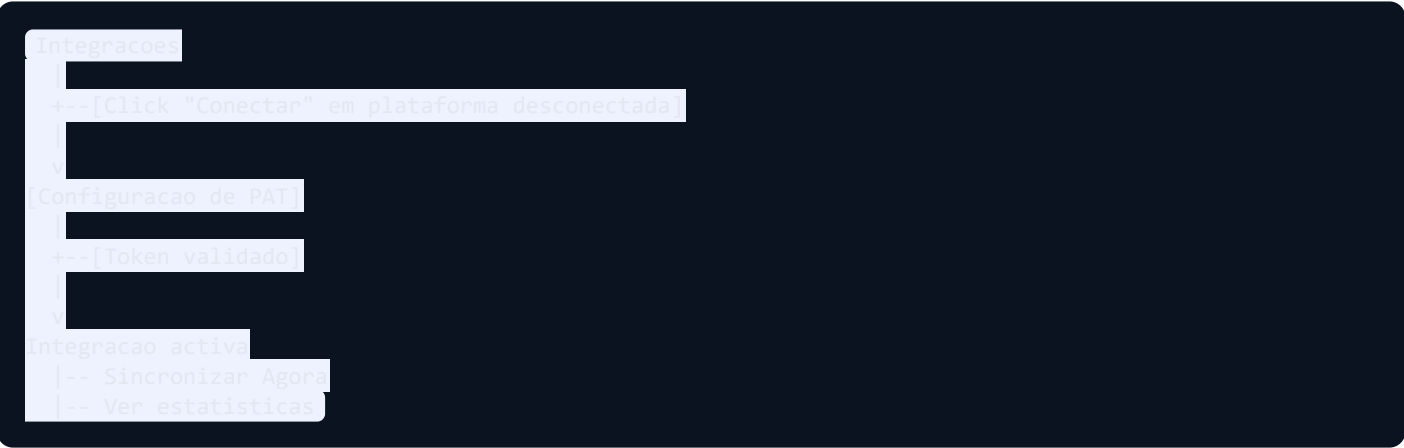 Integracoes
  |
  +--[Click "Conectar" em plataforma desconectada]
  |
  v
[Configuracao de PAT]
  |
  +--[Token validado]
  |
  v
Integracao activa
  |-- Sincronizar Agora
  |-- Ver estatisticas